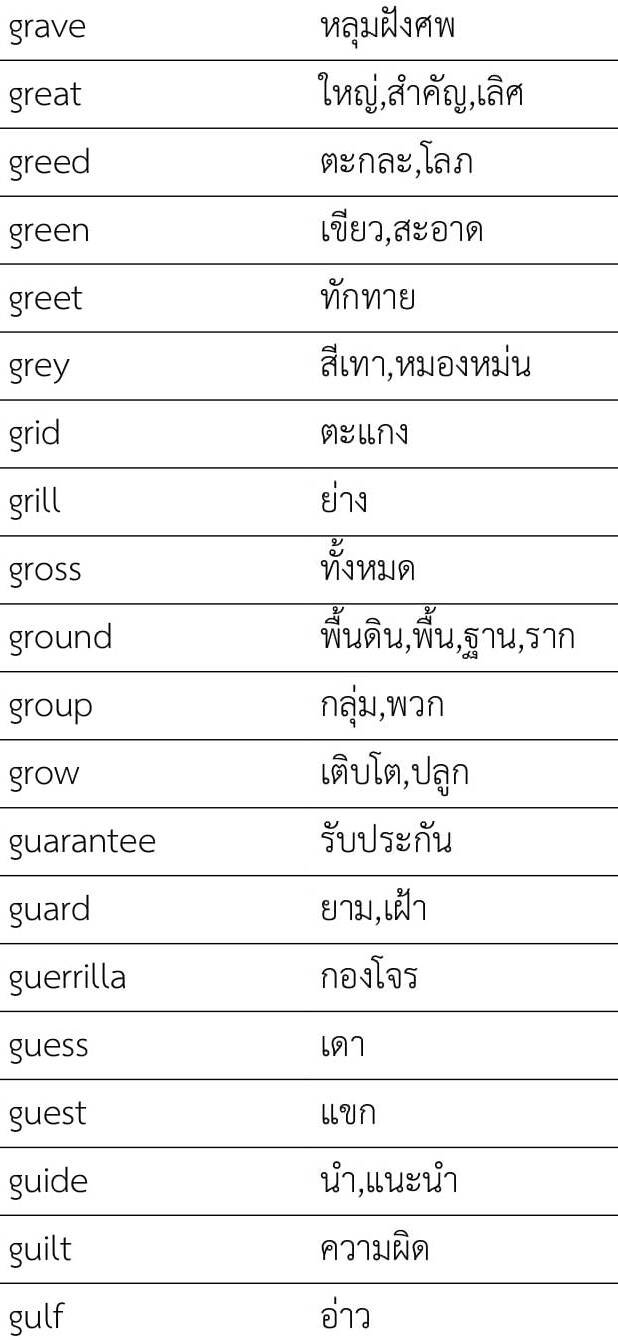 grave หลุมฝังศพ
great ใหญ่,สำคัญ,เลิศ
greed ตะกละ,โลภ
green เขียว,สะอาด
greet ทักทาย
grey สีเทา,หมองหม่น
grid ตะแกง
grill ย่าง
gross ทั้งหมด
ground พื้นดิน,พื้น,ฐาน,ราก
group กลุ่ม,พวก
grow เติบโต,ปลูก
guarantee รับประกัน
guard ยาม,เฝ้า
guerrilla กองโจร
guess เดา
guest แขก
guide นำ,แนะนำ
guilt ความผิด
gulf อ่าว